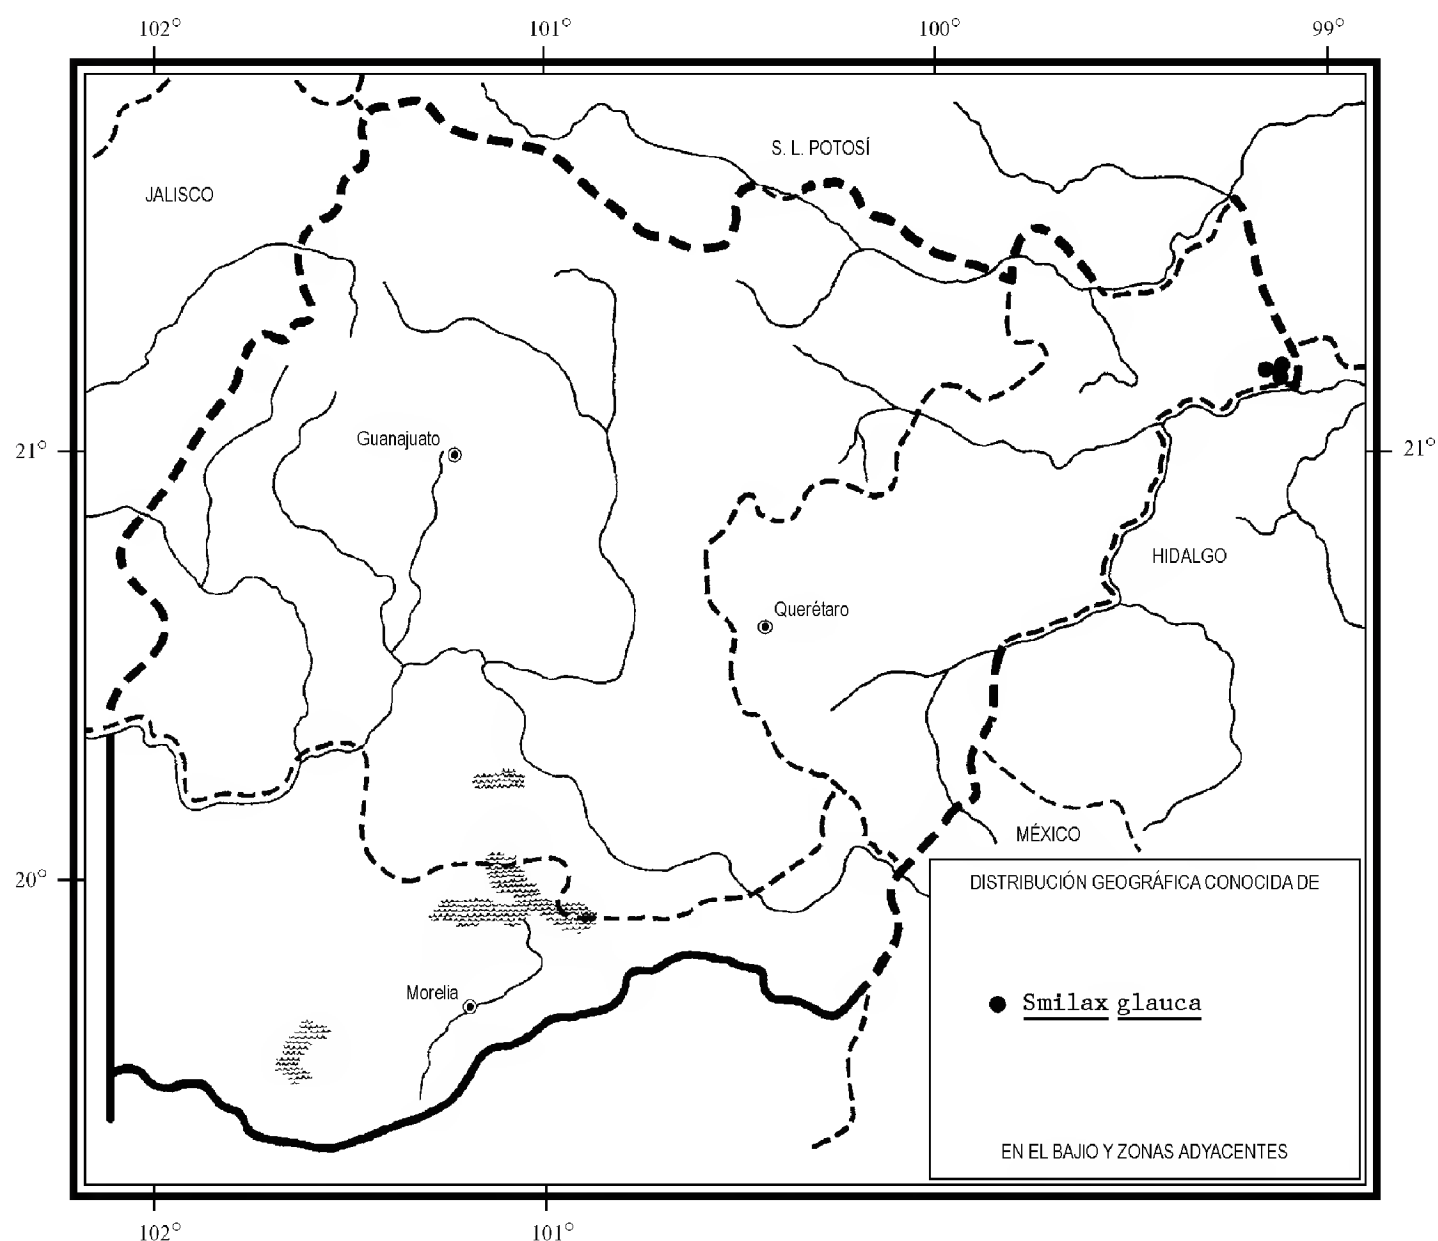 102° 101° 100° 99°
S. L. POTOSÍ
JALISCO
Guanajuato
21° 21°
HIDALGO
Querétaro
MÉXICO
20°
DISTRIBUCIÓN GEOGRÁFICA CONOCIDA DE
Morelia
Smilax glauca
EN EL BAJIO Y ZONAS ADYACENTES
102° 101°